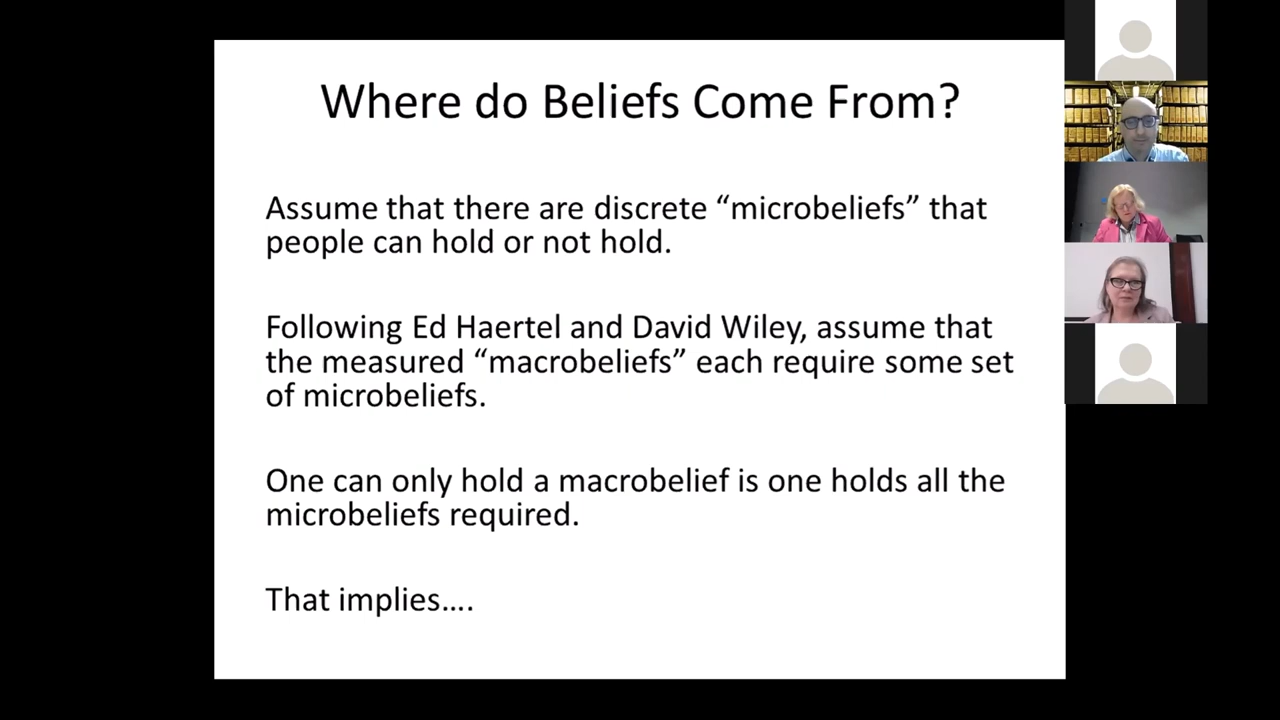 Where do Beliefs Come From?
Assume that there are discrete “microbeliefs” that
people can hold or not hold.
Following Ed Haertel and David Wiley, assume that
the measured “macrobeliefs” each require some set
of microbeliefs.
One can only hold a macrobelief is one holds all the
microbeliefs required.
That implies….